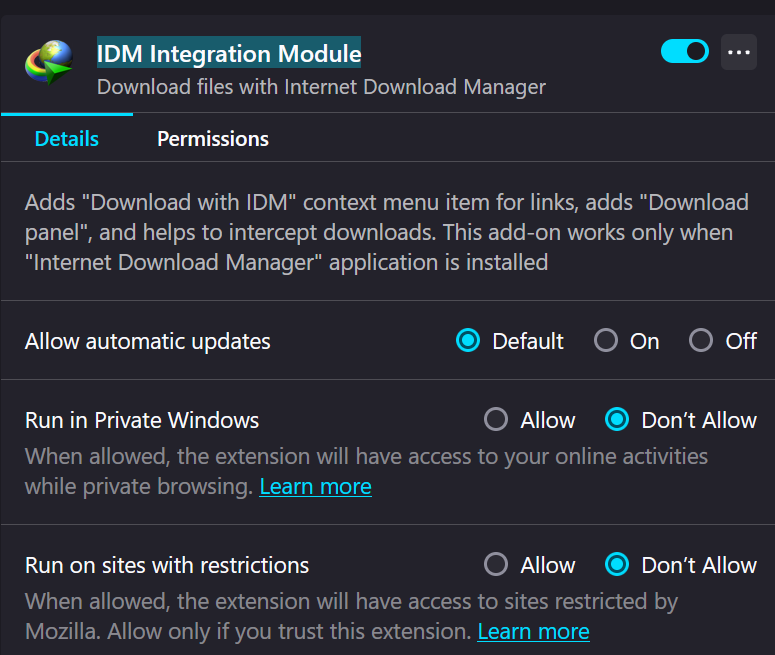 IDM Integration Module
Download files with Internet Download Manager
Details Permissions
Adds "Download with IDM" context menu item for links, adds "Download
panel", and helps to intercept downloads. This add-on works only when
"Internet Download Manager" application is installed
Allow automatic updates Default On Off
Run in Private Windows Allow Don’t Allow
When allowed, the extension will have access to your online activities
while private browsing. Learn more
Run on sites with restrictions Allow Don’t Allow
When allowed, the extension will have access to sites restricted by
Mozilla. Allow only if you trust this extension. Learn more